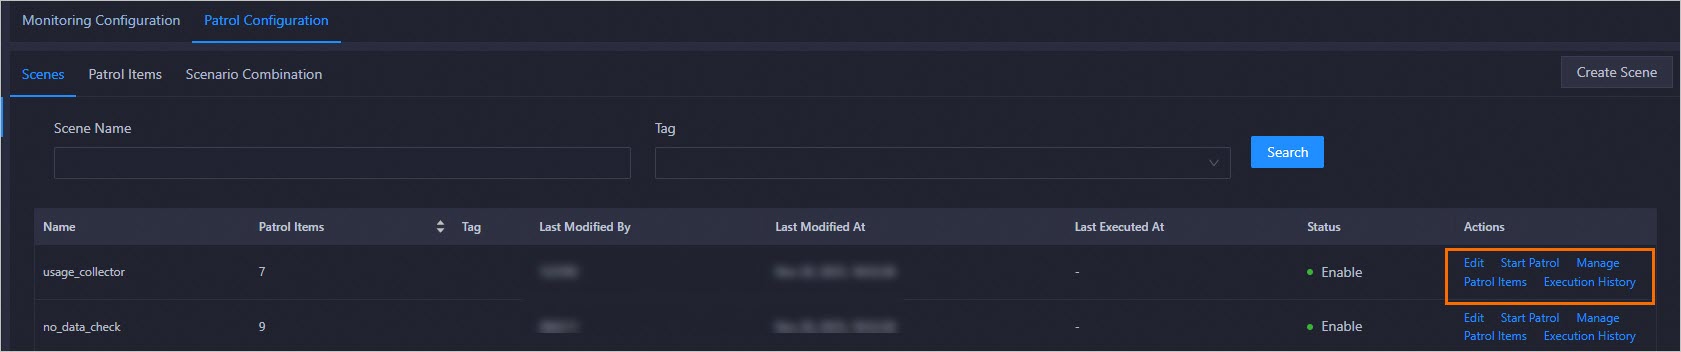 Monitoring Configuration Patrol Configuration
Scenes Patrol Items Scenario Combination Create Scene
Scene Name Tag
Search
Name Patrol Items Tag Last Modified By Last Modified At Last Executed At Status Actions
usage_collector 7 - Enable Edit Start Patrol Manage
Patrol Items Execution History
no_data_check 9 - Enable Edit Start Patrol Manage
Patrol Items Execution History